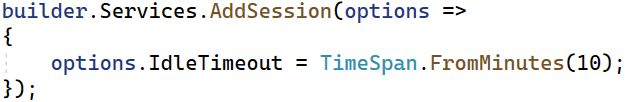 builder.Services.AddSession(options =>
{
    options.IdleTimeout = TimeSpan.FromMinutes(10);
});